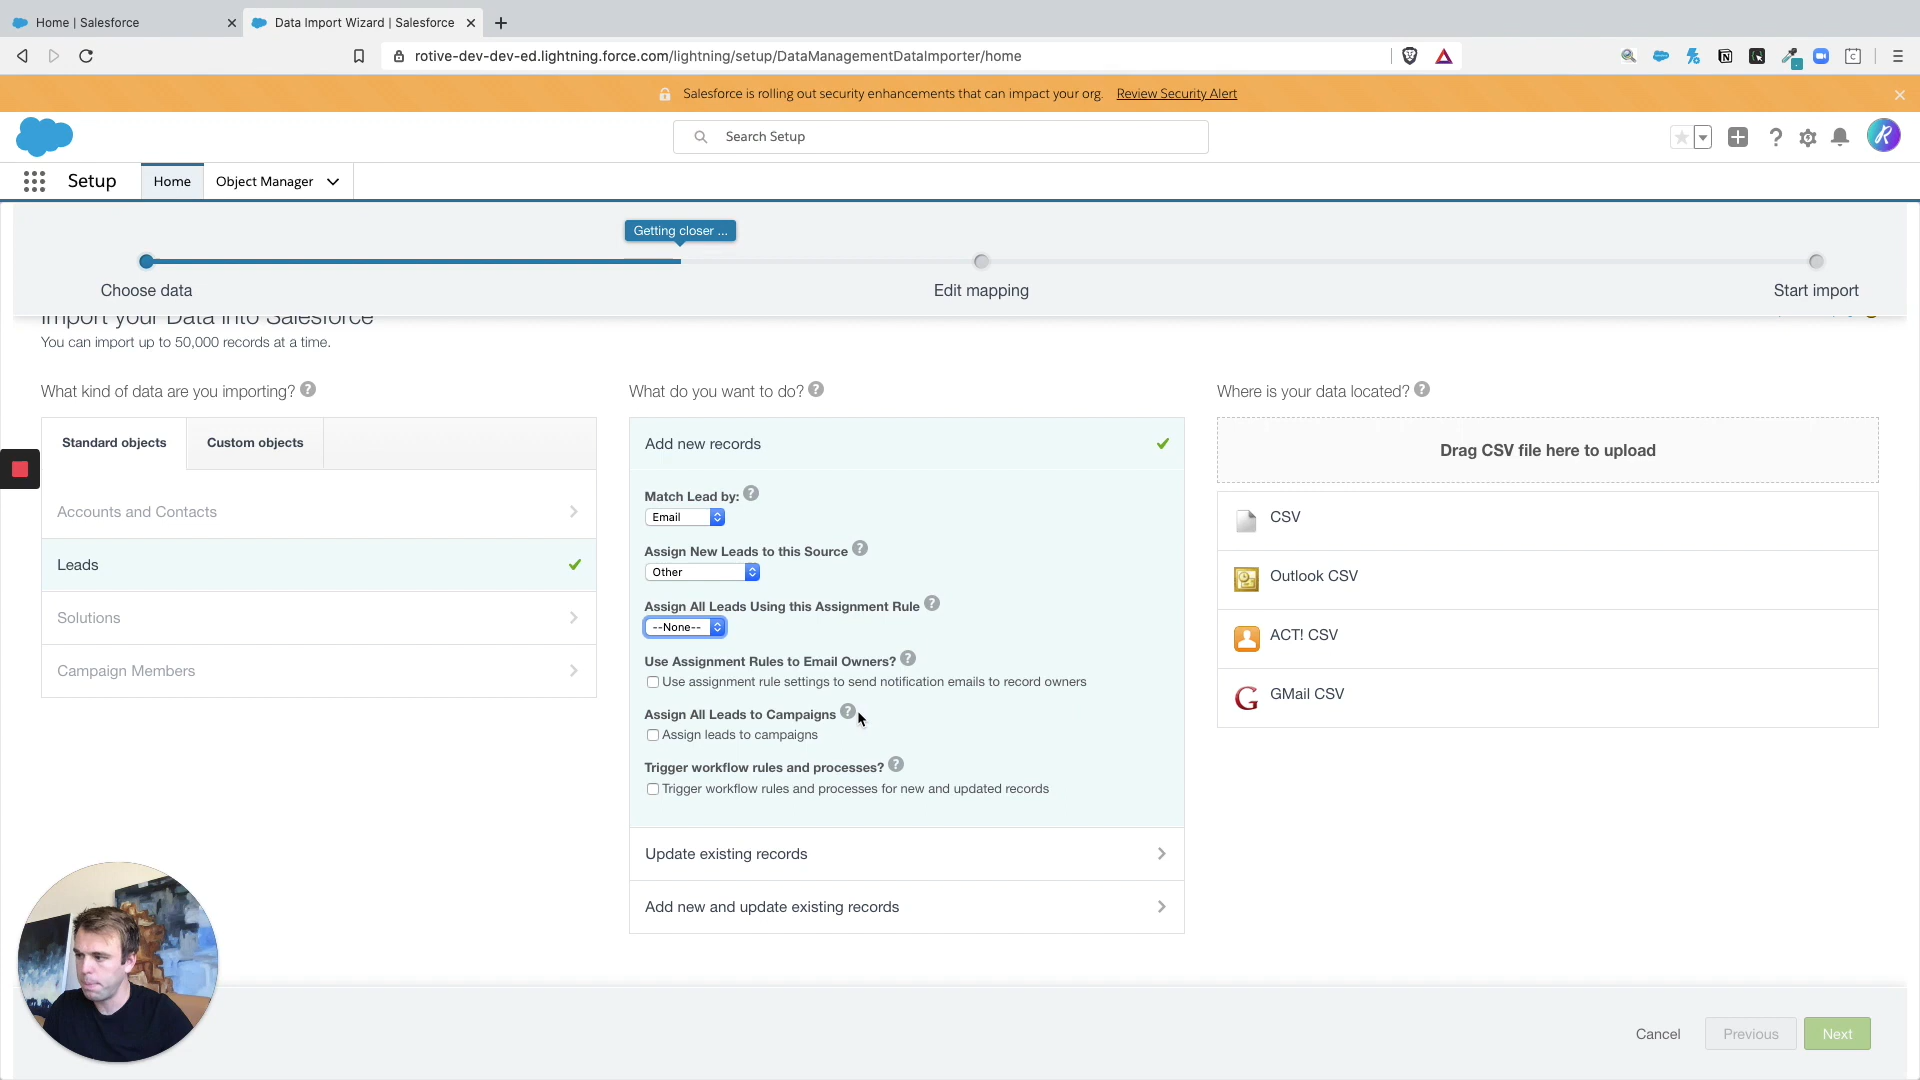 Home | Salesforce
Data Import Wizard | Salesforce
rotive-dev-dev-ed.lightning.force.com/lightning/setup/DataManagementDataImporter/home
Salesforce is rolling out security enhancements that can impact your org. Review Security Alert
Search Setup
Setup
Home
Object Manager
Getting closer ...
Choose data
Edit mapping
Start import
Import your Data into Salesforce
You can import up to 50,000 records at a time.
What kind of data are you importing? ?
Standard objects
Custom objects
Accounts and Contacts
Leads
Solutions
Campaign Members
What do you want to do? ?
Add new records
Match Lead by: ?
Email
Assign New Leads to this Source ?
Other
Assign All Leads Using this Assignment Rule ?
--None--
Use Assignment Rules to Email Owners? ?
Use assignment rule settings to send notification emails to record owners
Assign All Leads to Campaigns ?
Assign leads to campaigns
Trigger workflow rules and processes? ?
Trigger workflow rules and processes for new and updated records
Update existing records
Add new and update existing records
Where is your data located? ?
Drag CSV file here to upload
CSV
Outlook CSV
ACT! CSV
GMail CSV
Cancel
Previous
Next